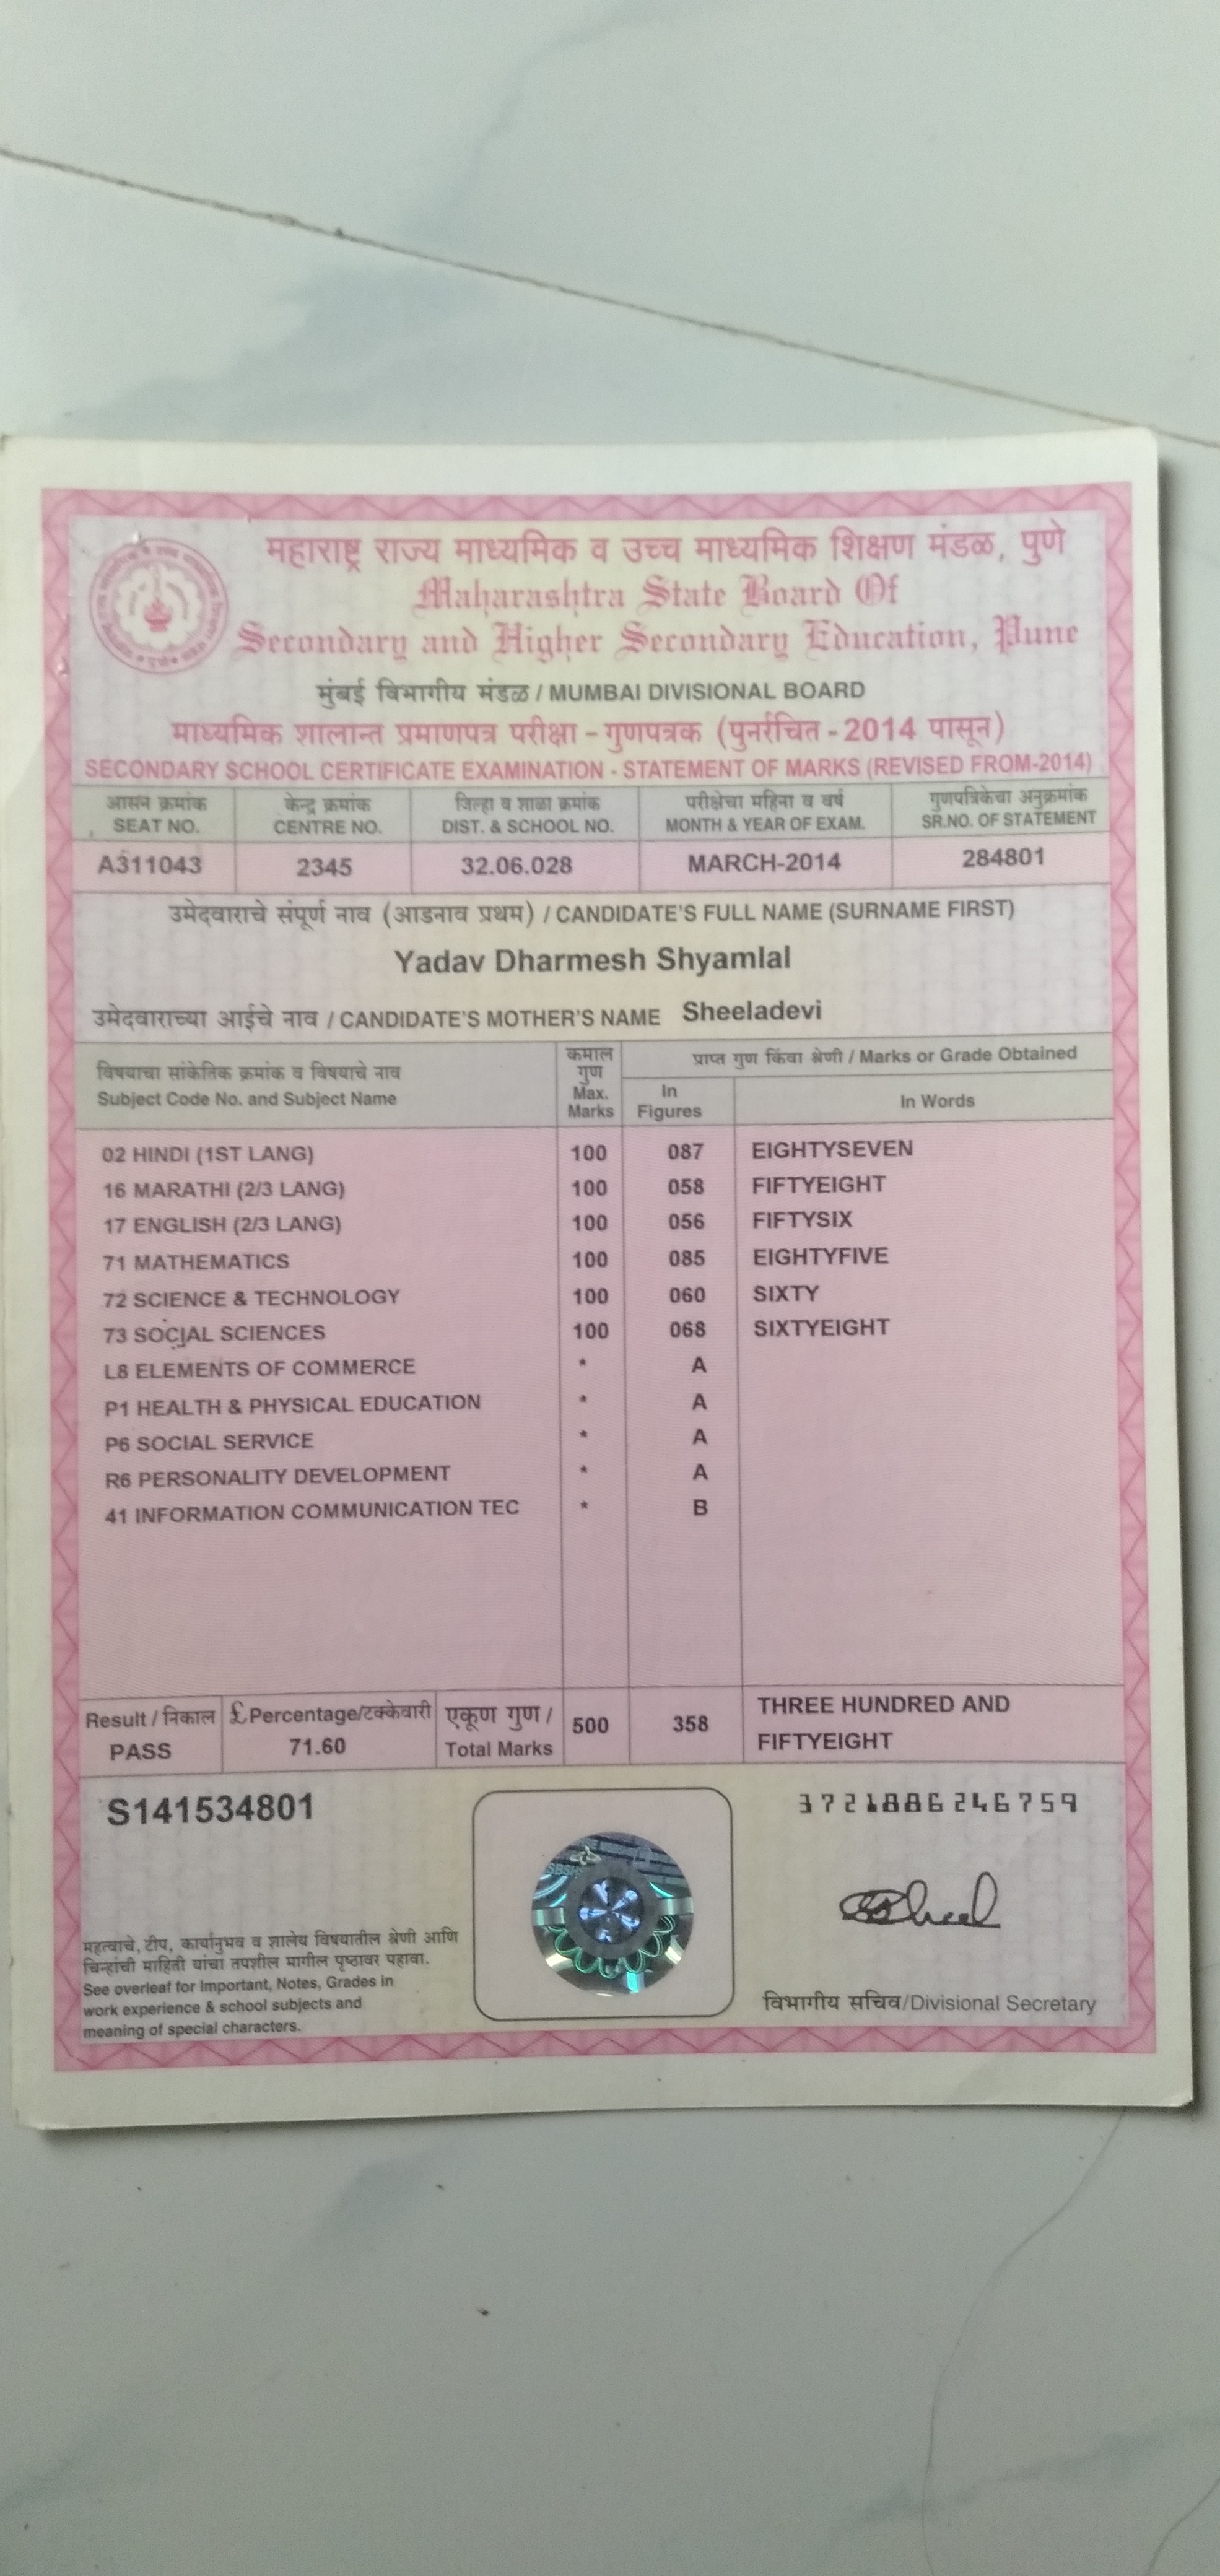 महाराष्ट्र राज्य माध्यमिक व उच्च माध्यमिक शिक्षण मंडळ, पुणे
Maharashtra State Board Of
Secondary and Higher Secondary Education, Pune
मुंबई विभागीय मंडळ / MUMBAI DIVISIONAL BOARD
माध्यमिक शालान्त प्रमाणपत्र परीक्षा - गुणपत्रक (पुनर्रचित - 2014 पासून)
SECONDARY SCHOOL CERTIFICATE EXAMINATION - STATEMENT OF MARKS (REVISED FROM-2014)
आसन क्रमांक केन्द्र क्रमांक जिल्हा व शाळा क्रमांक परीक्षेचा महिना व वर्ष गुणपत्रिकेचा अनुक्रमांक
SEAT NO. CENTRE NO. DIST. & SCHOOL NO. MONTH & YEAR OF EXAM. SR.NO. OF STATEMENT
A311043 2345 32.06.028 MARCH-2014 284801
उमेदवाराचे संपूर्ण नाव (आडनाव प्रथम) / CANDIDATE'S FULL NAME (SURNAME FIRST)
Yadav Dharmesh Shyamlal
उमेदवाराच्या आईचे नाव / CANDIDATE'S MOTHER'S NAME Sheeladevi
विषयाचा सांकेतिक क्रमांक व विषयाचे नाव
Subject Code No. and Subject Name
कमाल
गुण
Max.
Marks
प्राप्त गुण किंवा श्रेणी / Marks or Grade Obtained
In
Figures
In Words
02 HINDI (1ST LANG) 100 087 EIGHTYSEVEN
16 MARATHI (2/3 LANG) 100 058 FIFTYEIGHT
17 ENGLISH (2/3 LANG) 100 056 FIFTYSIX
71 MATHEMATICS 100 085 EIGHTYFIVE
72 SCIENCE & TECHNOLOGY 100 060 SIXTY
73 SOCIAL SCIENCES 100 068 SIXTYEIGHT
L8 ELEMENTS OF COMMERCE * A
P1 HEALTH & PHYSICAL EDUCATION * A
P6 SOCIAL SERVICE * A
R6 PERSONALITY DEVELOPMENT * A
41 INFORMATION COMMUNICATION TEC * B
Result / निकाल
PASS
£Percentage/टक्केवारी
71.60
एकूण गुण /
Total Marks
500 358
THREE HUNDRED AND
FIFTYEIGHT
S141534801
3721886246759
महत्वाचे, टीप, कार्यानुभव व शालेय विषयातील श्रेणी आणि
चिन्हांची माहिती यांचा तपशील मागील पृष्ठावर पहावा.
See overleaf for Important, Notes, Grades in
work experience & school subjects and
meaning of special characters.
विभागीय सचिव/Divisional Secretary